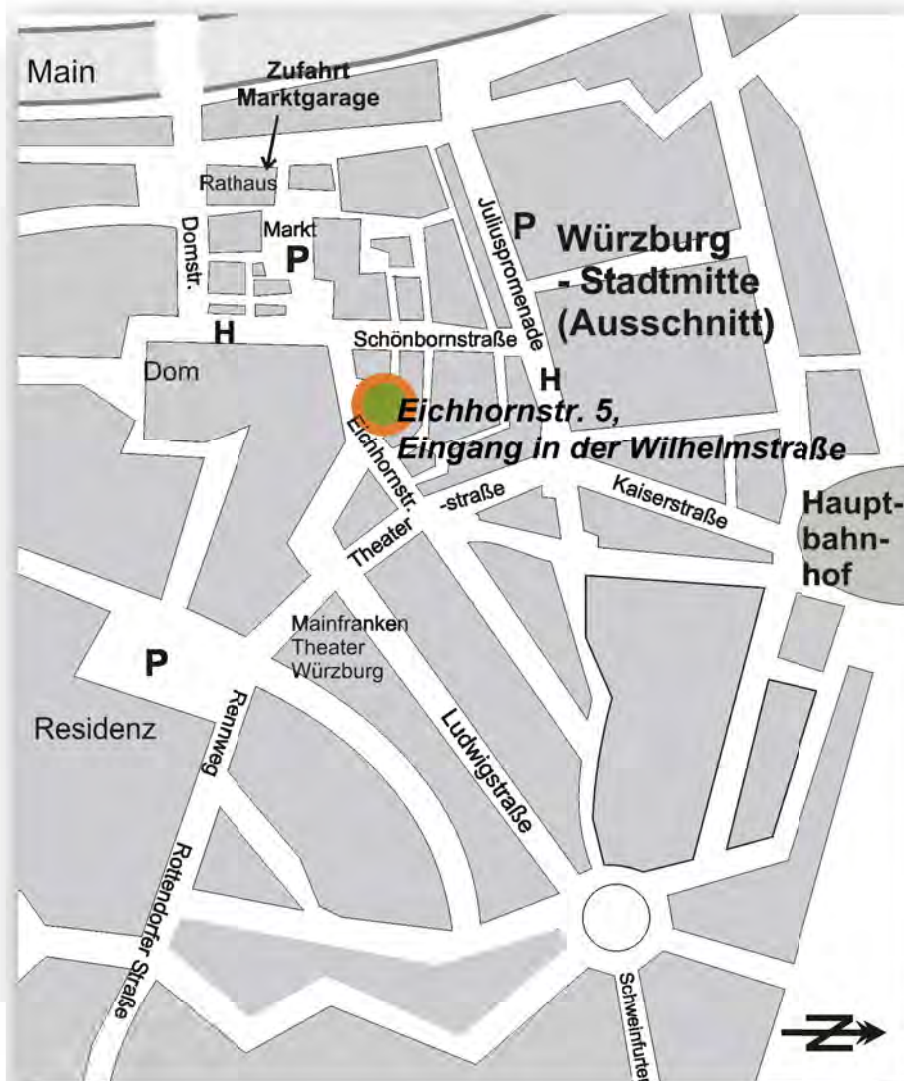 Main
Zufahrt
Marktgarage
Rathaus
Domstr.
Markt
P
Juliuspromenade
P
Würzburg
- Stadtmitte
(Ausschnitt)
H
Schönbornstraße
Dom
H
Eichhornstr. 5,
Eingang in der Wilhelmstraße
Eichhornstr.
Theater
-straße
Kaiserstraße
Haupt-
bahn-
hof
Mainfranken
Theater
Würzburg
P
Residenz
Rennweg
Ludwigstraße
Rottendorfer Straße
Schweinfurter
N